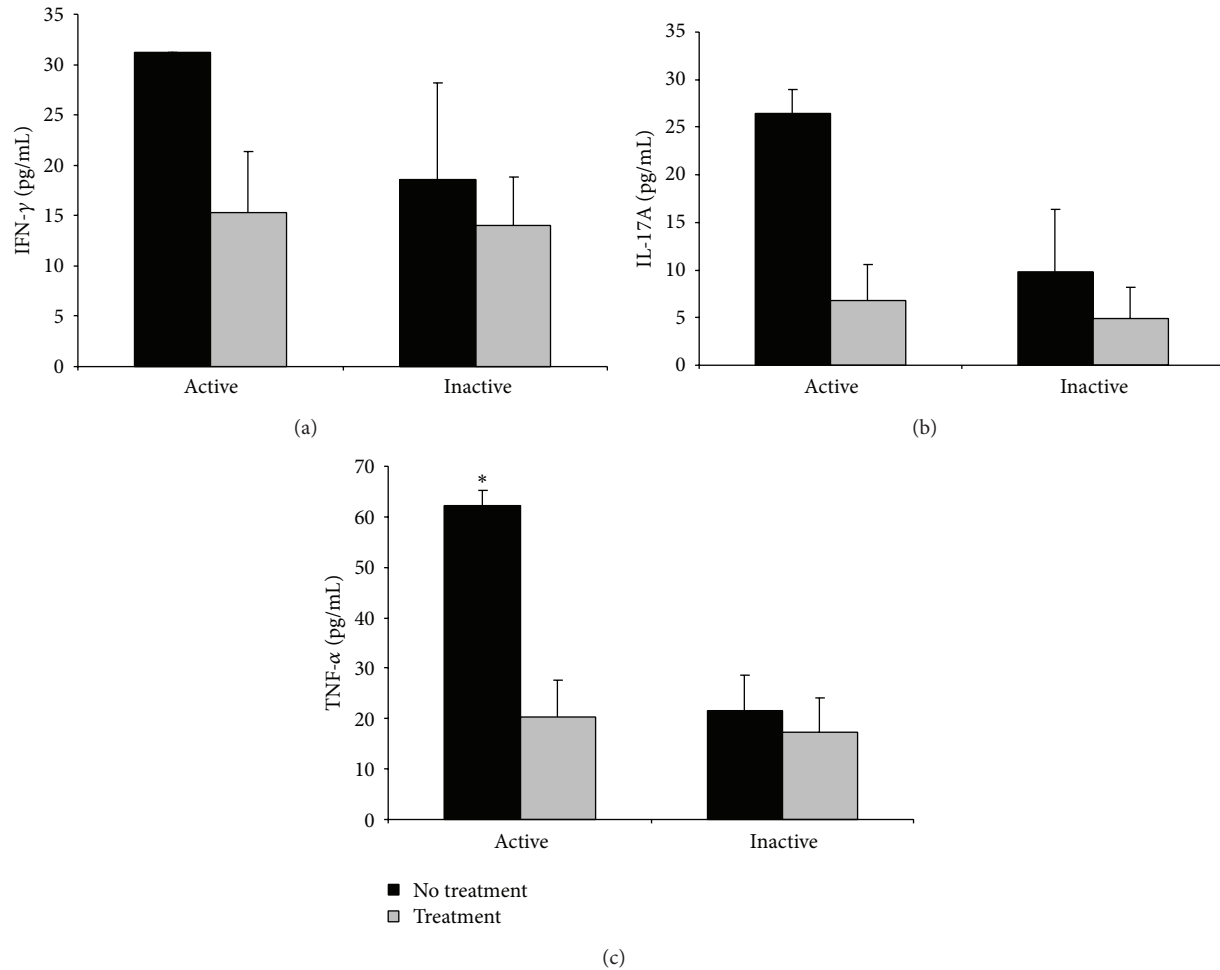 35
30
25
20
15
10
5
0
IFN-γ (pg/mL)
Active Inactive
(a)
35
30
25
20
15
10
5
0
IL-17A (pg/mL)
Active Inactive
(b)
70
60
50
40
30
20
10
0
TNF-α (pg/mL)
*
Active Inactive
No treatment
Treatment
(c)